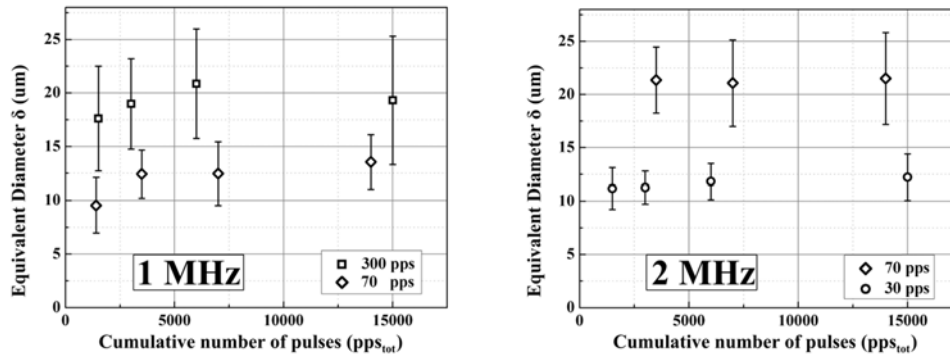 Equivalent Diameter δ (um)
25
20
15
10
5
0
1 MHz
300 pps
70 pps
0 5000 10000 15000
Cumulative number of pulses (pps_tot)
Equivalent Diameter δ (um)
25
20
15
10
5
0
2 MHz
70 pps
30 pps
0 5000 10000 15000
Cumulative number of pulses (pps_tot)